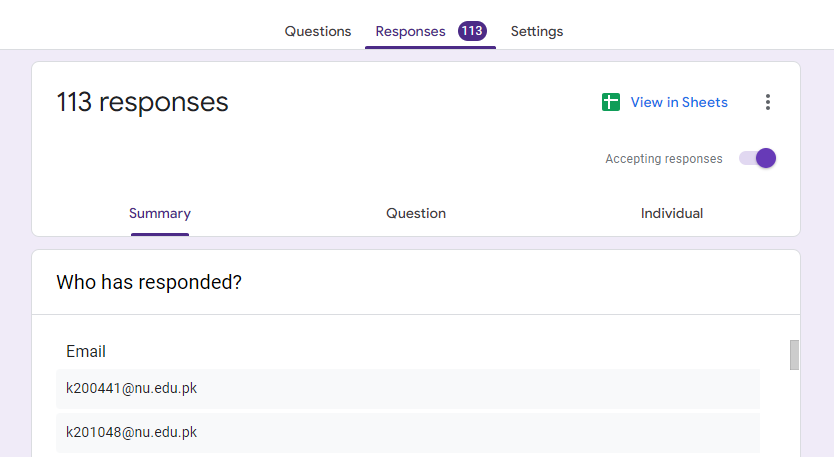 Questions Responses 113 Settings
113 responses
View in Sheets
Accepting responses
Summary Question Individual
Who has responded?
Email
k200441@nu.edu.pk
k201048@nu.edu.pk